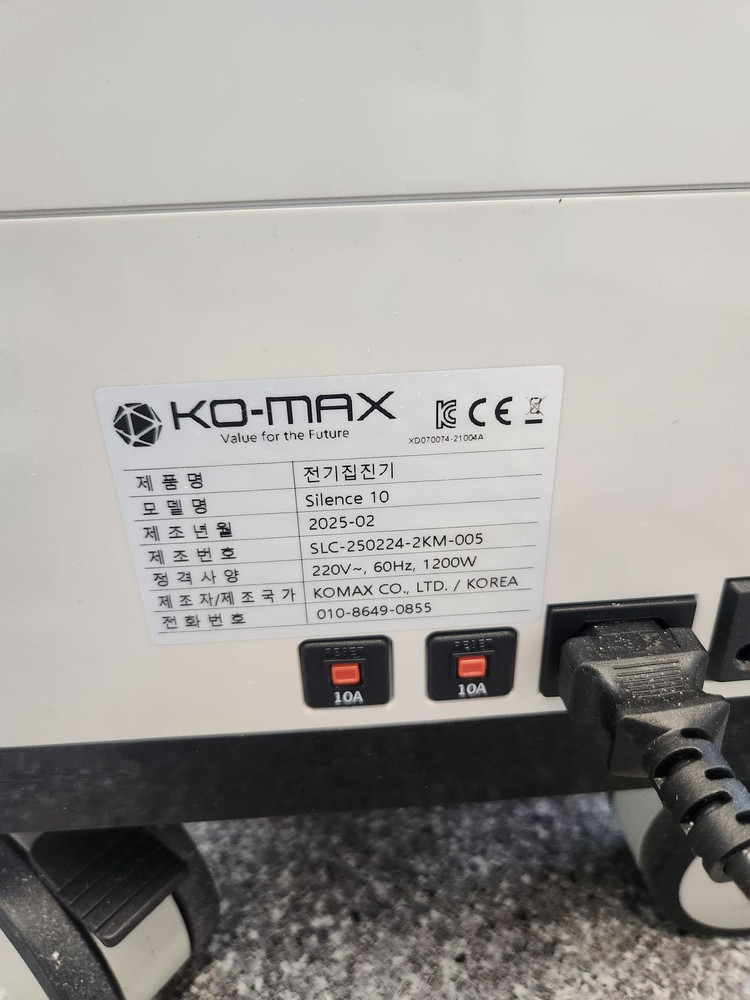 KO-MAX
Value for the Future
CE
XD070074-21004A
제품명 전기집진기
모델명 Silence 10
제조년월 2025-02
제조번호 SLC-250224-2KM-005
정격사양 220V~, 60Hz, 1200W
제조자/제조국가 KOMAX CO., LTD. / KOREA
전화번호 010-8649-0855
RESET RESET
10A 10A